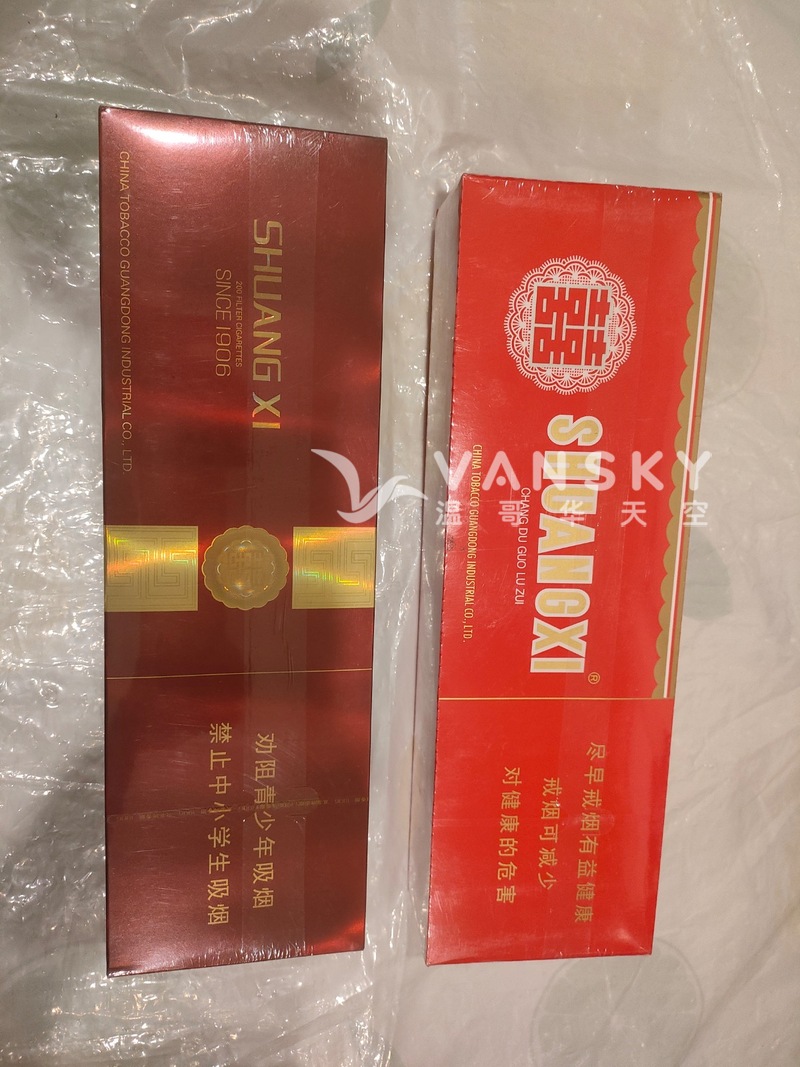 SHUANG XI
200 FILTER CIGARETTES
SINCE 1906
CHINA TOBACCO GUANGDONG INDUSTRIAL CO., LTD
劝阻青少年吸烟
禁止中小学生吸烟
囍
SHUANGXI®
CHANG DU GUO LU ZUI
CHINA TOBACCO GUANGDONG INDUSTRIAL CO., LTD.
尽早戒烟有益健康
戒烟可减少
对健康的危害
VANSKY
温哥华天空